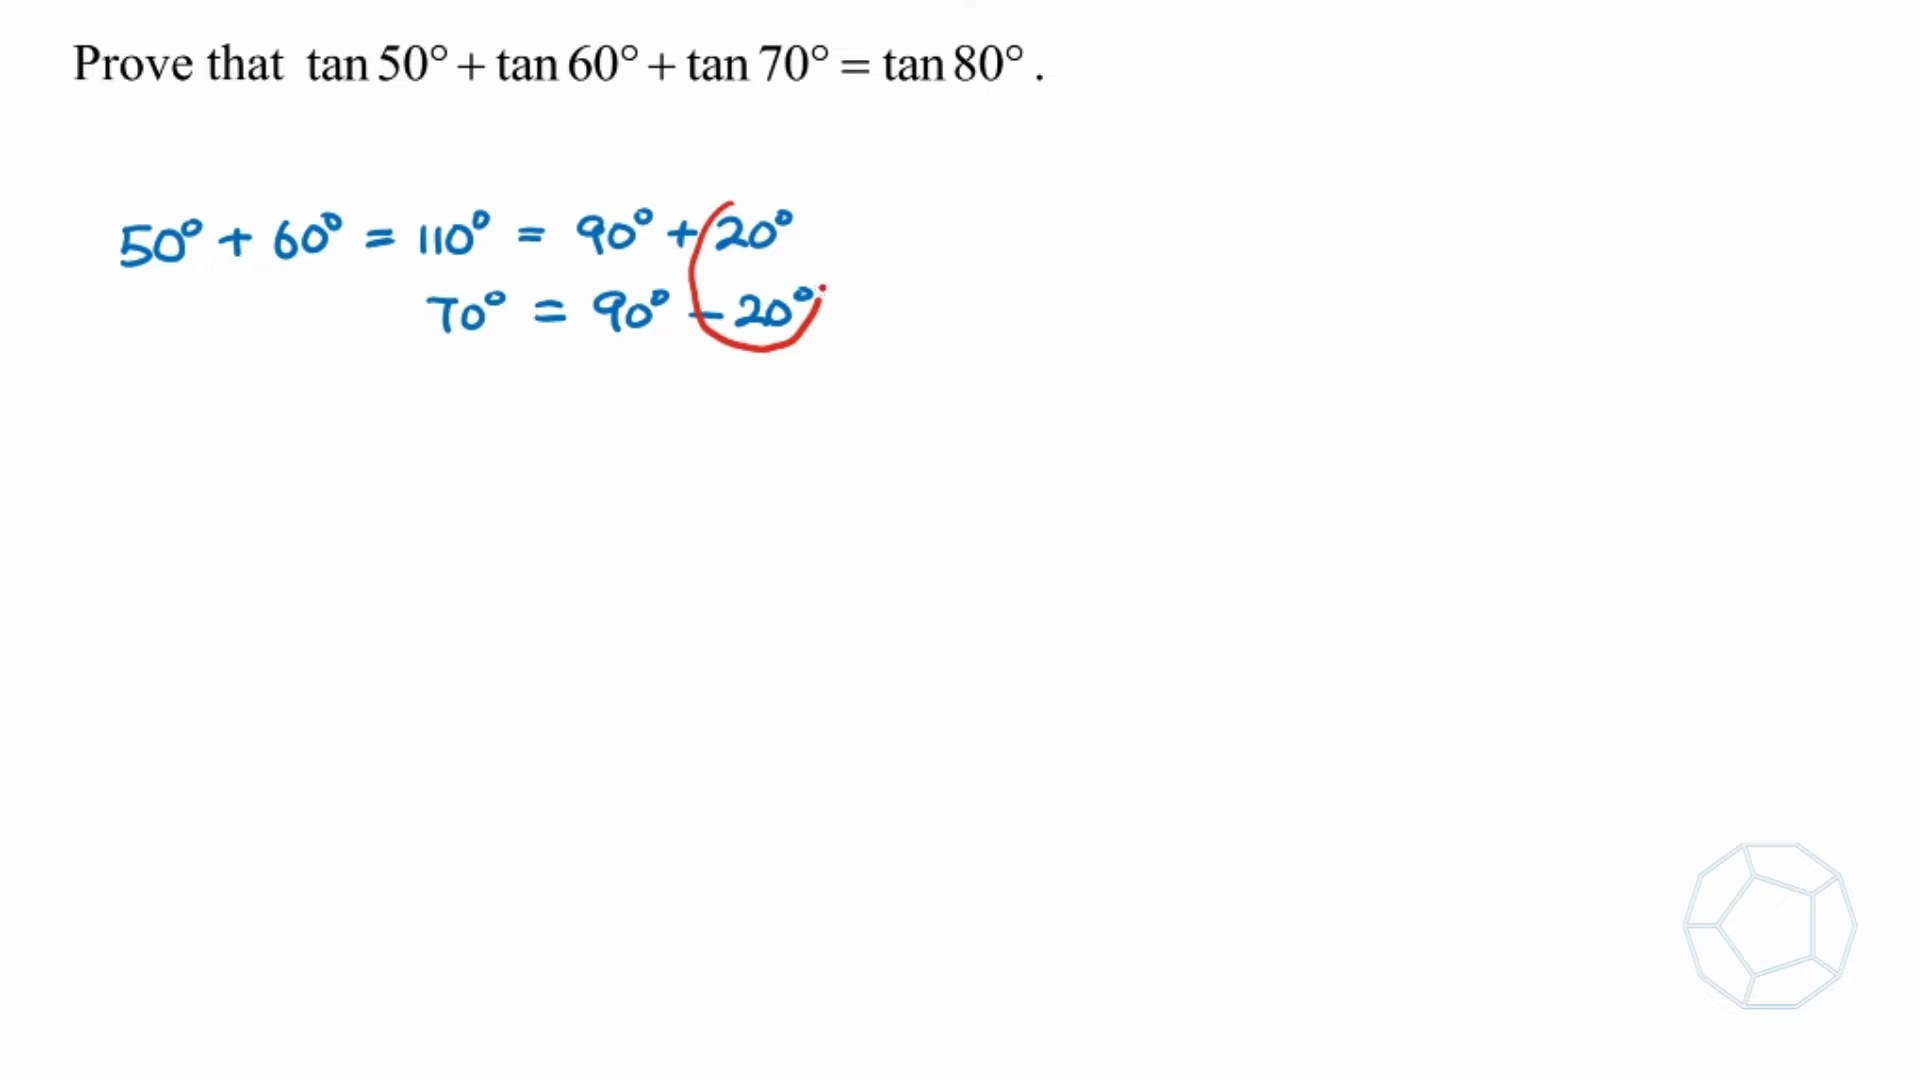 Prove that tan 50° + tan 60° + tan 70° = tan 80° .
50° + 60° = 110° = 90° + 20°
70° = 90° - 20°